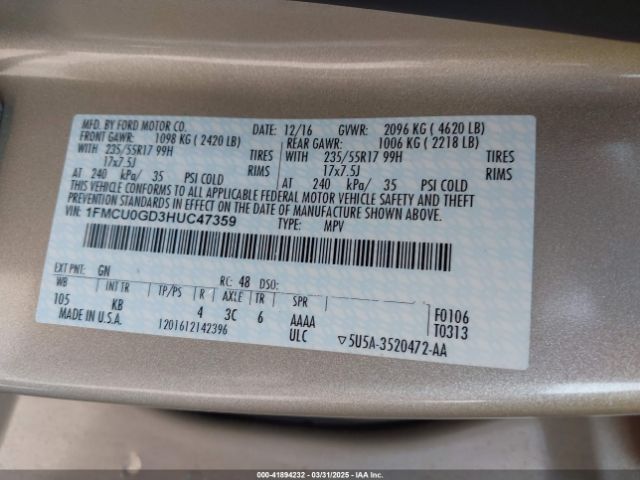 MFD. BY FORD MOTOR CO. DATE: 12/16 GVWR: 2096 KG ( 4620 LB)
FRONT GAWR: 1098 KG ( 2420 LB) REAR GAWR: 1006 KG ( 2218 LB)
WITH 235/55R17 99H TIRES WITH 235/55R17 99H TIRES
17x7.5J RIMS 17x7.5J RIMS
AT 240 kPa/ 35 PSI COLD AT 240 kPa/ 35 PSI COLD
THIS VEHICLE CONFORMS TO ALL APPLICABLE FEDERAL MOTOR VEHICLE SAFETY AND THEFT
PREVENTION STANDARDS IN EFFECT ON THE DATE OF MANUFACTURE SHOWN ABOVE.
VIN: 1FMCU0GD3HUC47359 TYPE: MPV
EXT PNT: GN RC: 48 DSO:
WB INT TR TP/PS R AXLE TR SPR
105 KB 4 3C 6 AAAA F0106
MADE IN U.S.A. 1201612142396 ULC T0313
▽5U5A-3520472-AA
000-41894232 - 03/31/2025 - IAAI.COM